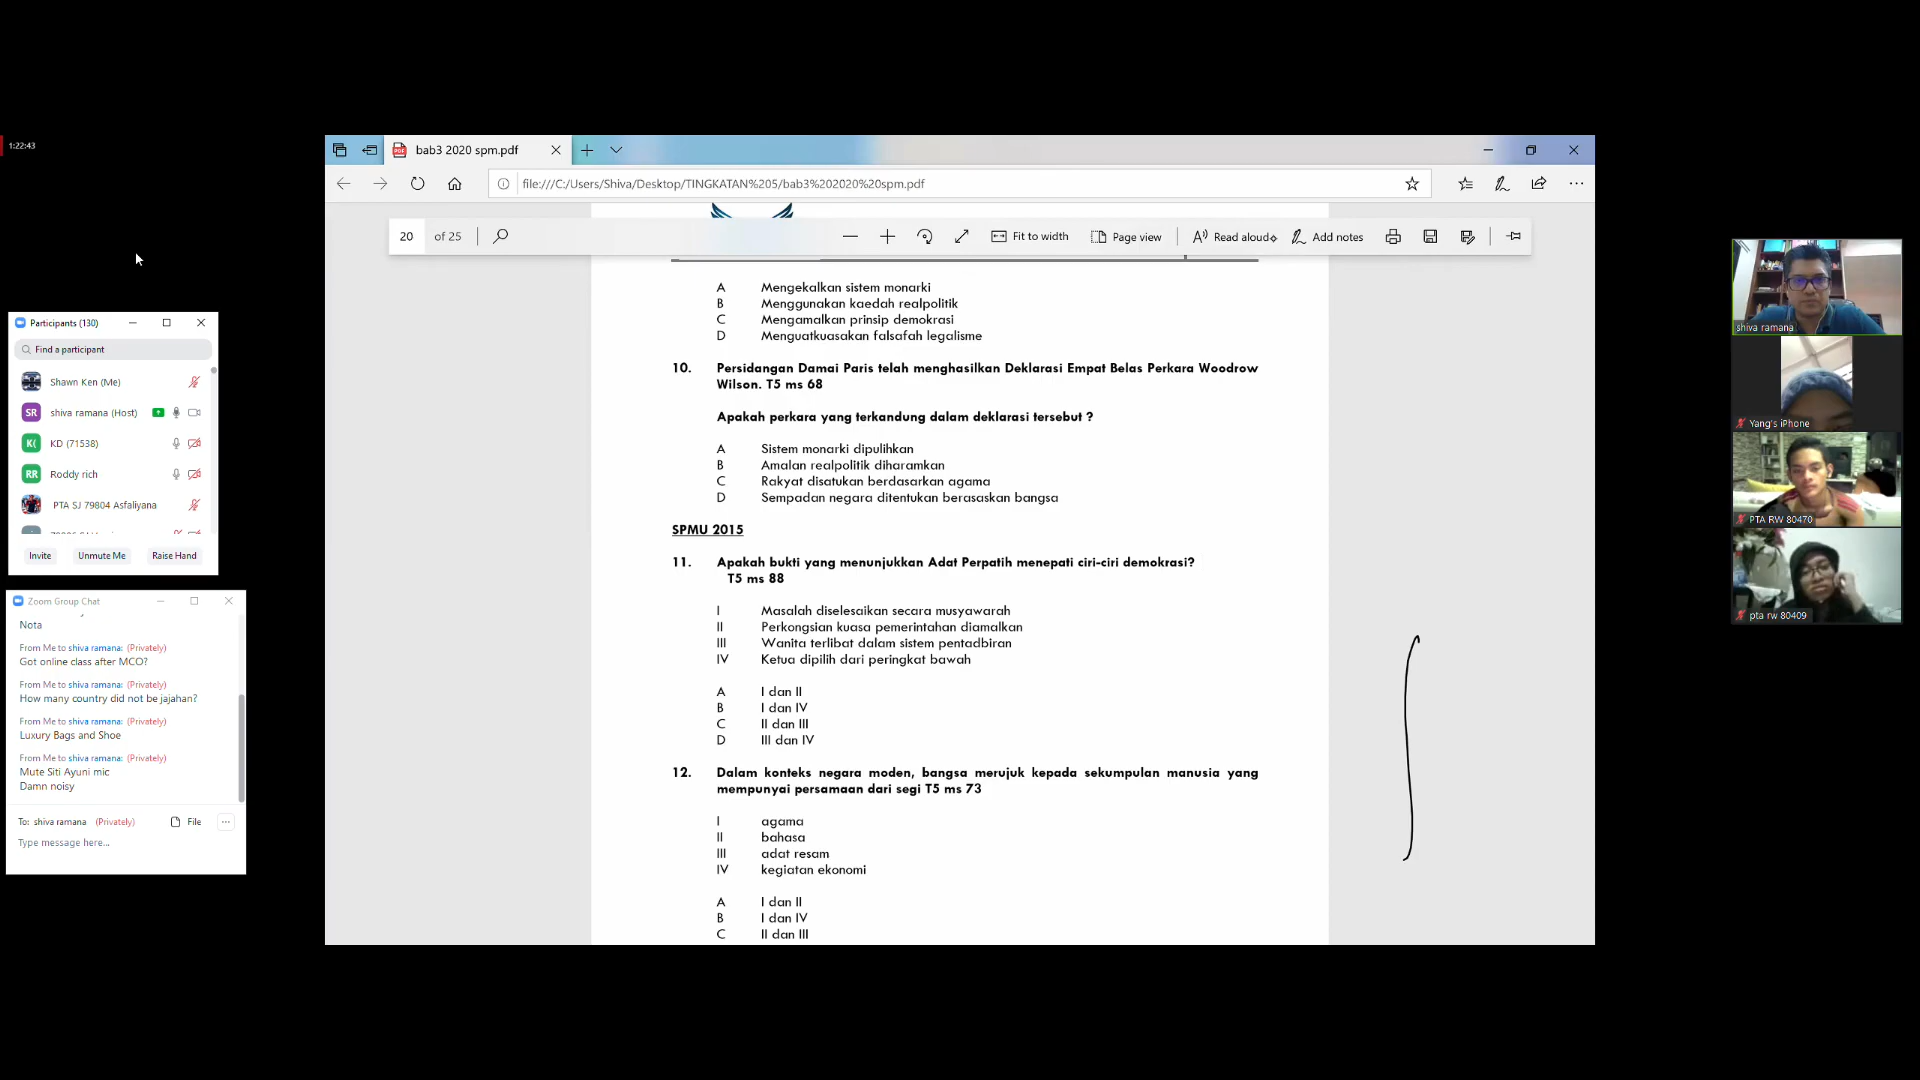 1:22:43
bab3 2020 spm.pdf
file:///C:/Users/Shiva/Desktop/TINGKATAN%205/bab3%202020%20spm.pdf
20 of 25
Fit to width
Page view
Read aloud
Add notes
A Mengekalkan sistem monarki
B Menggunakan kaedah realpolitik
C Mengamalkan prinsip demokrasi
D Menguatkuasakan falsafah legalisme
10. Persidangan Damai Paris telah menghasilkan Deklarasi Empat Belas Perkara Woodrow
Wilson. T5 ms 68
Apakah perkara yang terkandung dalam deklarasi tersebut ?
A Sistem monarki dipulihkan
B Amalan realpolitik diharamkan
C Rakyat disatukan berdasarkan agama
D Sempadan negara ditentukan berasaskan bangsa
SPMU 2015
11. Apakah bukti yang menunjukkan Adat Perpatih menepati ciri-ciri demokrasi?
T5 ms 88
I Masalah diselesaikan secara musyawarah
II Perkongsian kuasa pemerintahan diamalkan
III Wanita terlibat dalam sistem pentadbiran
IV Ketua dipilih dari peringkat bawah
A I dan II
B I dan IV
C II dan III
D III dan IV
12. Dalam konteks negara moden, bangsa merujuk kepada sekumpulan manusia yang
mempunyai persamaan dari segi T5 ms 73
I agama
II bahasa
III adat resam
IV kegiatan ekonomi
A I dan II
B I dan IV
C II dan III
Participants (130)
Find a participant
Shawn Ken (Me)
SR shiva ramana (Host)
K( KD (71538)
RR Roddy rich
PTA SJ 79804 Asfaliyana
Invite
Unmute Me
Raise Hand
Zoom Group Chat
Nota
From Me to shiva ramana: (Privately)
Got online class after MCO?
From Me to shiva ramana: (Privately)
How many country did not be jajahan?
From Me to shiva ramana: (Privately)
Luxury Bags and Shoe
From Me to shiva ramana: (Privately)
Mute Siti Ayuni mic
Damn noisy
To: shiva ramana (Privately)
File
Type message here...
shiva ramana
Yang's iPhone
PTA RW 80470
pta rw 80409